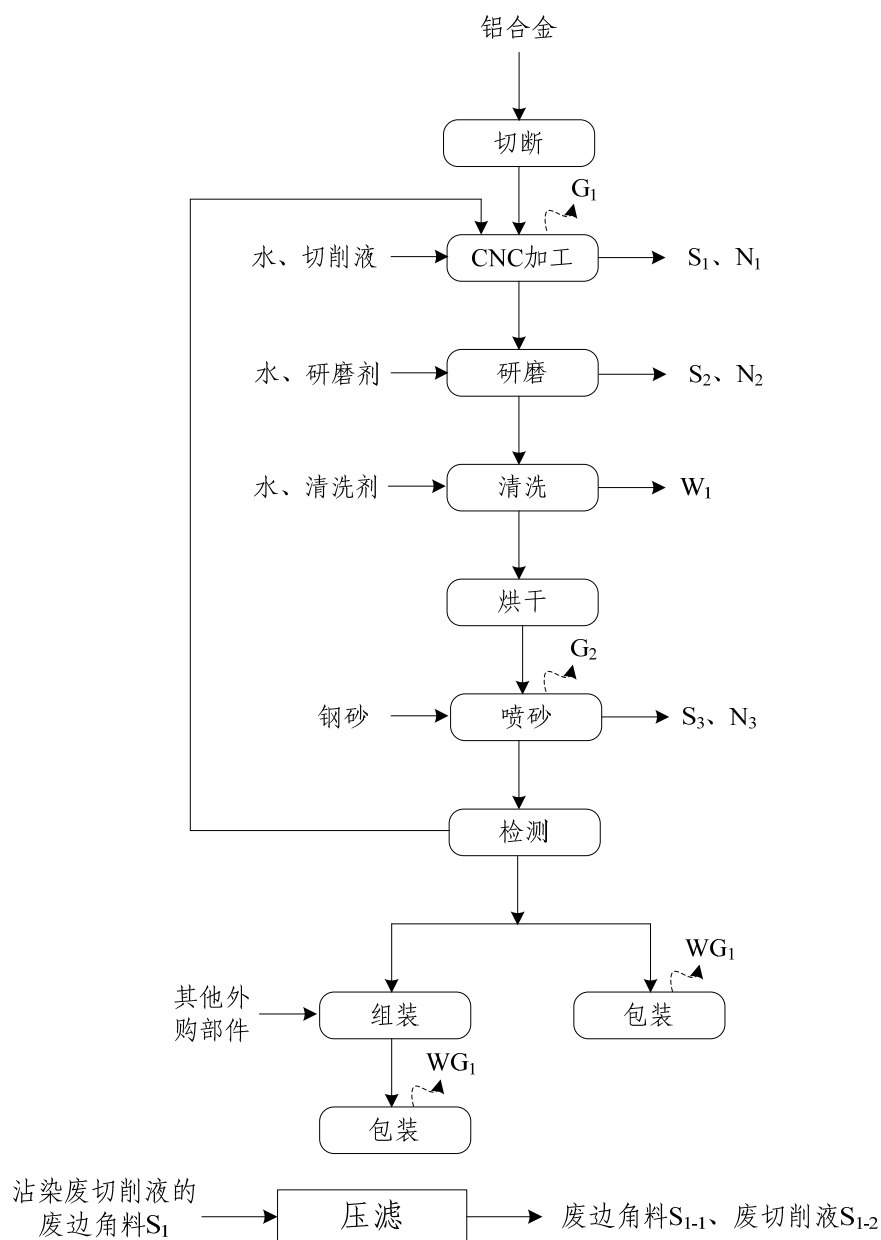 铝合金
切断
G₁
水、切削液
CNC加工
S₁、N₁
水、研磨剂
研磨
S₂、N₂
水、清洗剂
清洗
W₁
烘干
G₂
钢砂
喷砂
S₃、N₃
检测
WG₁
其他外
购部件
组装
包装
WG₁
包装
沾染废切削液的
废边角料S₁
压滤
废边角料S₁₋₁、废切削液S₁₋₂